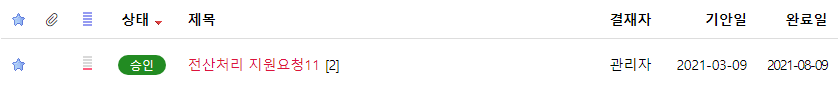 상태 제목 결재자 기안일 완료일
승인 전산처리 지원요청11 [2] 관리자 2021-03-09 2021-08-09